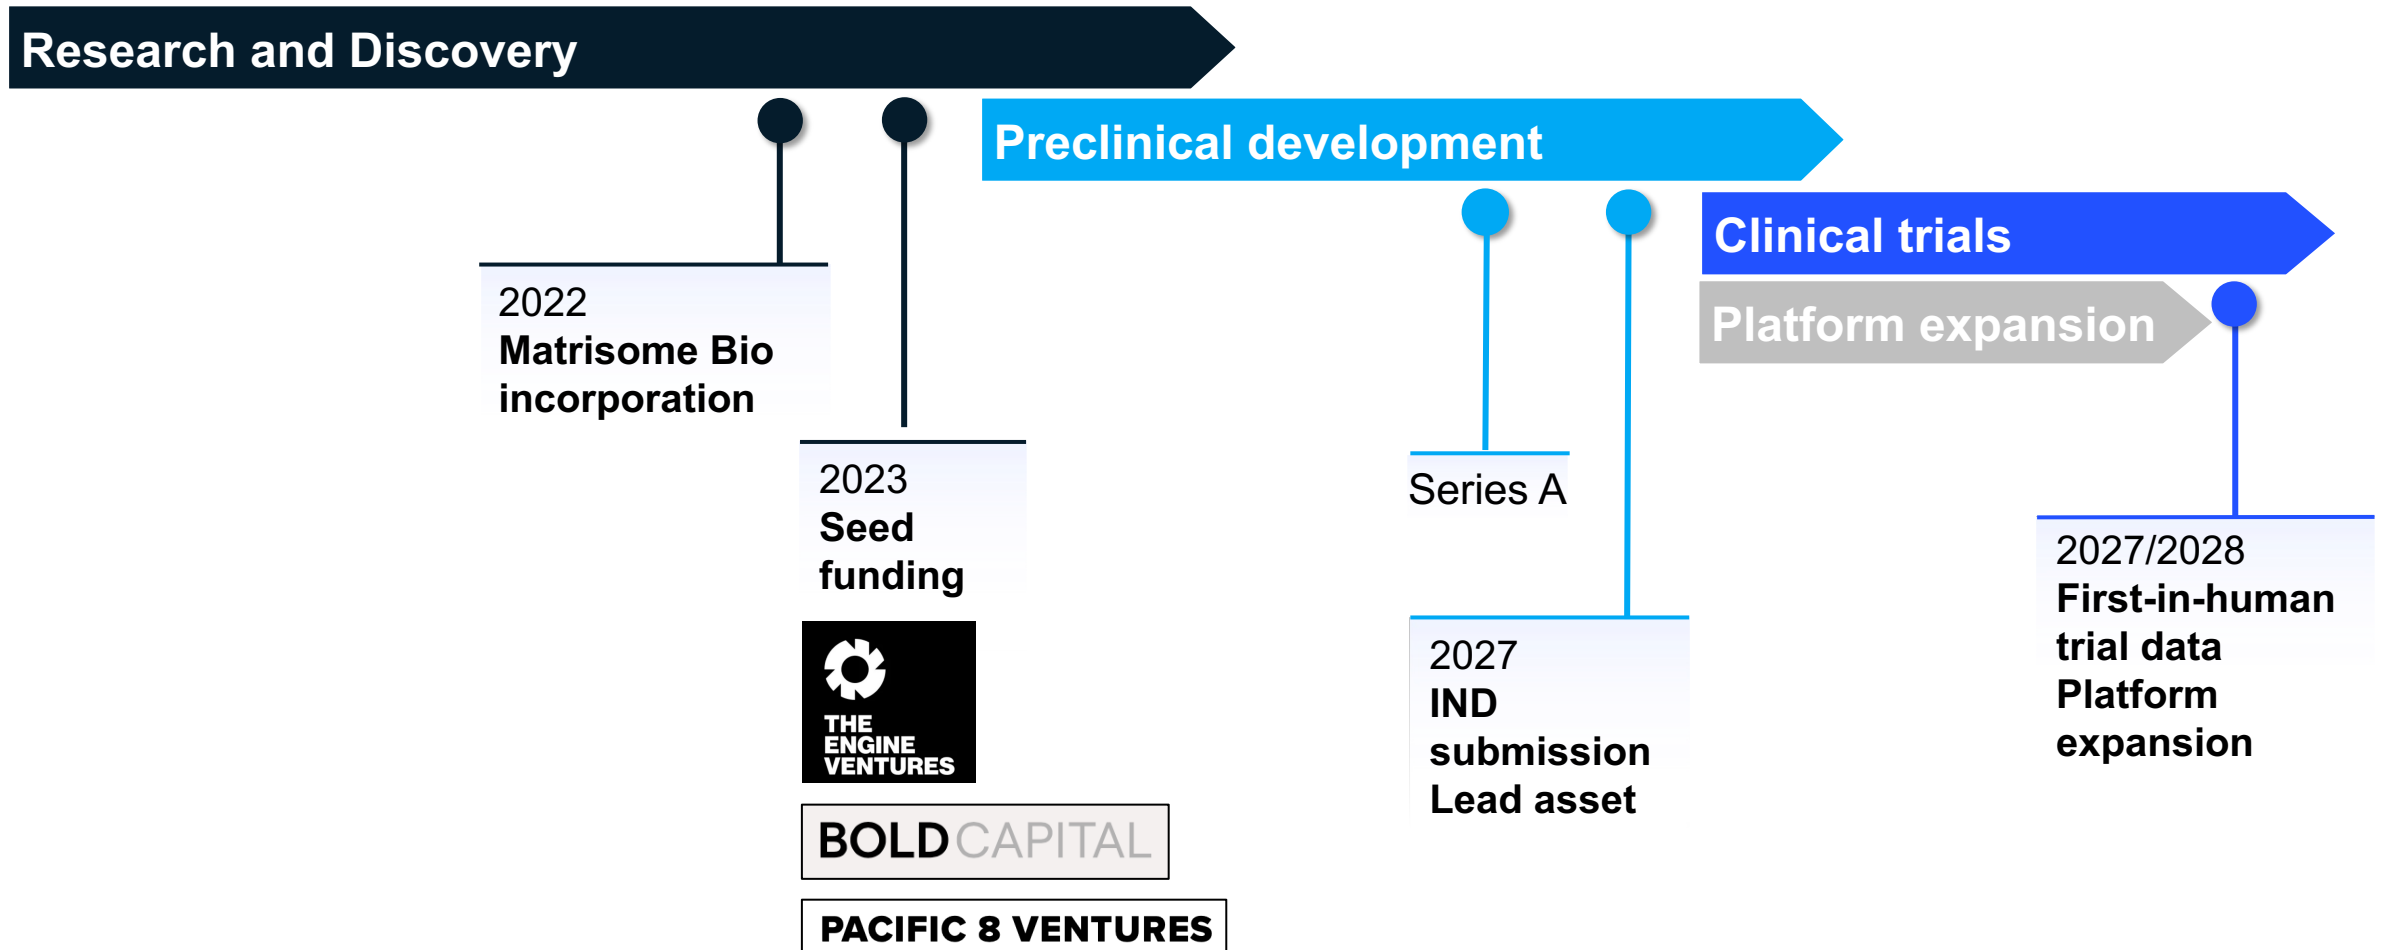 Research and Discovery
Preclinical development
Clinical trials
Platform expansion
2022
Matrisome Bio
incorporation
2023
Seed
funding
THE
ENGINE
VENTURES
BOLD CAPITAL
PACIFIC 8 VENTURES
Series A
2027
IND
submission
Lead asset
2027/2028
First-in-human
trial data
Platform
expansion